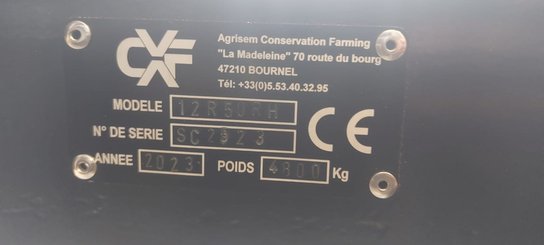 CXF
Agrisem Conservation Farming
"La Madeleine" 70 route du bourg
47210 BOURNEL
Tél: +33(0)5.53.40.32.95
MODELE 12R50RH
N° DE SERIE SC2923
ANNEE 2023 POIDS 4800 Kg
CE